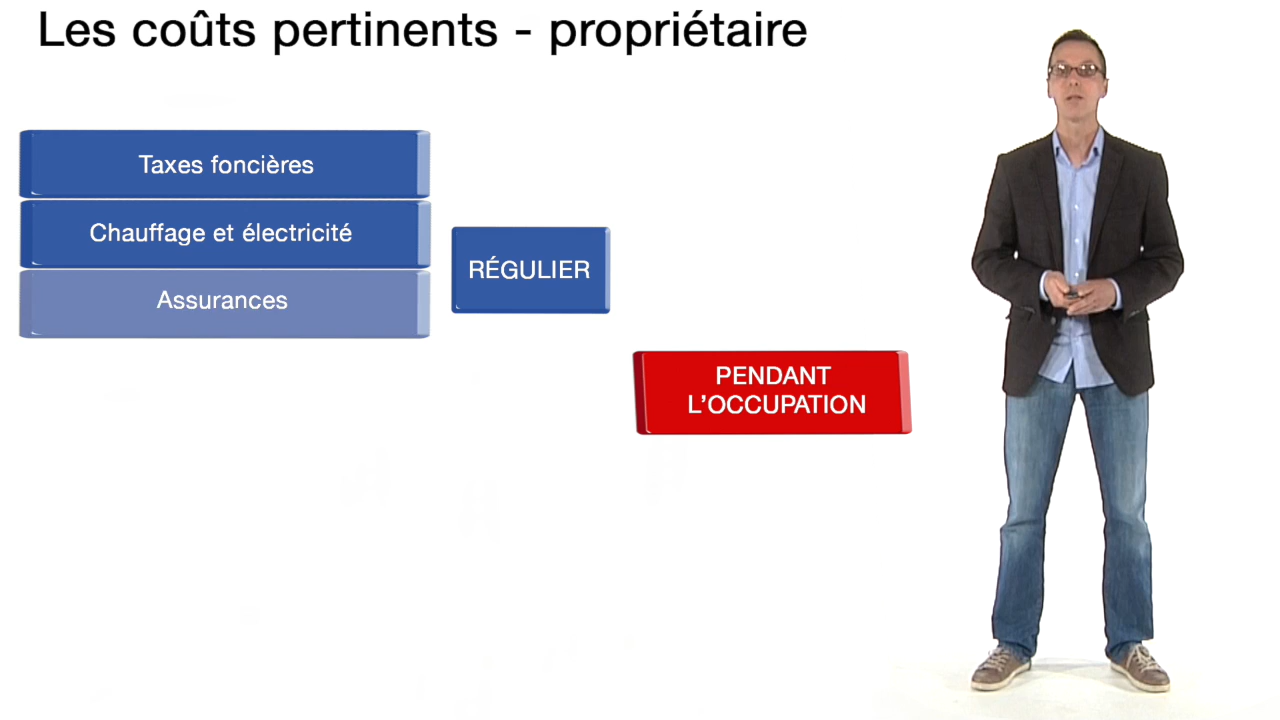 Les coûts pertinents - propriétaire
Taxes foncières
Chauffage et électricité
Assurances
RÉGULIER
PENDANT
L'OCCUPATION